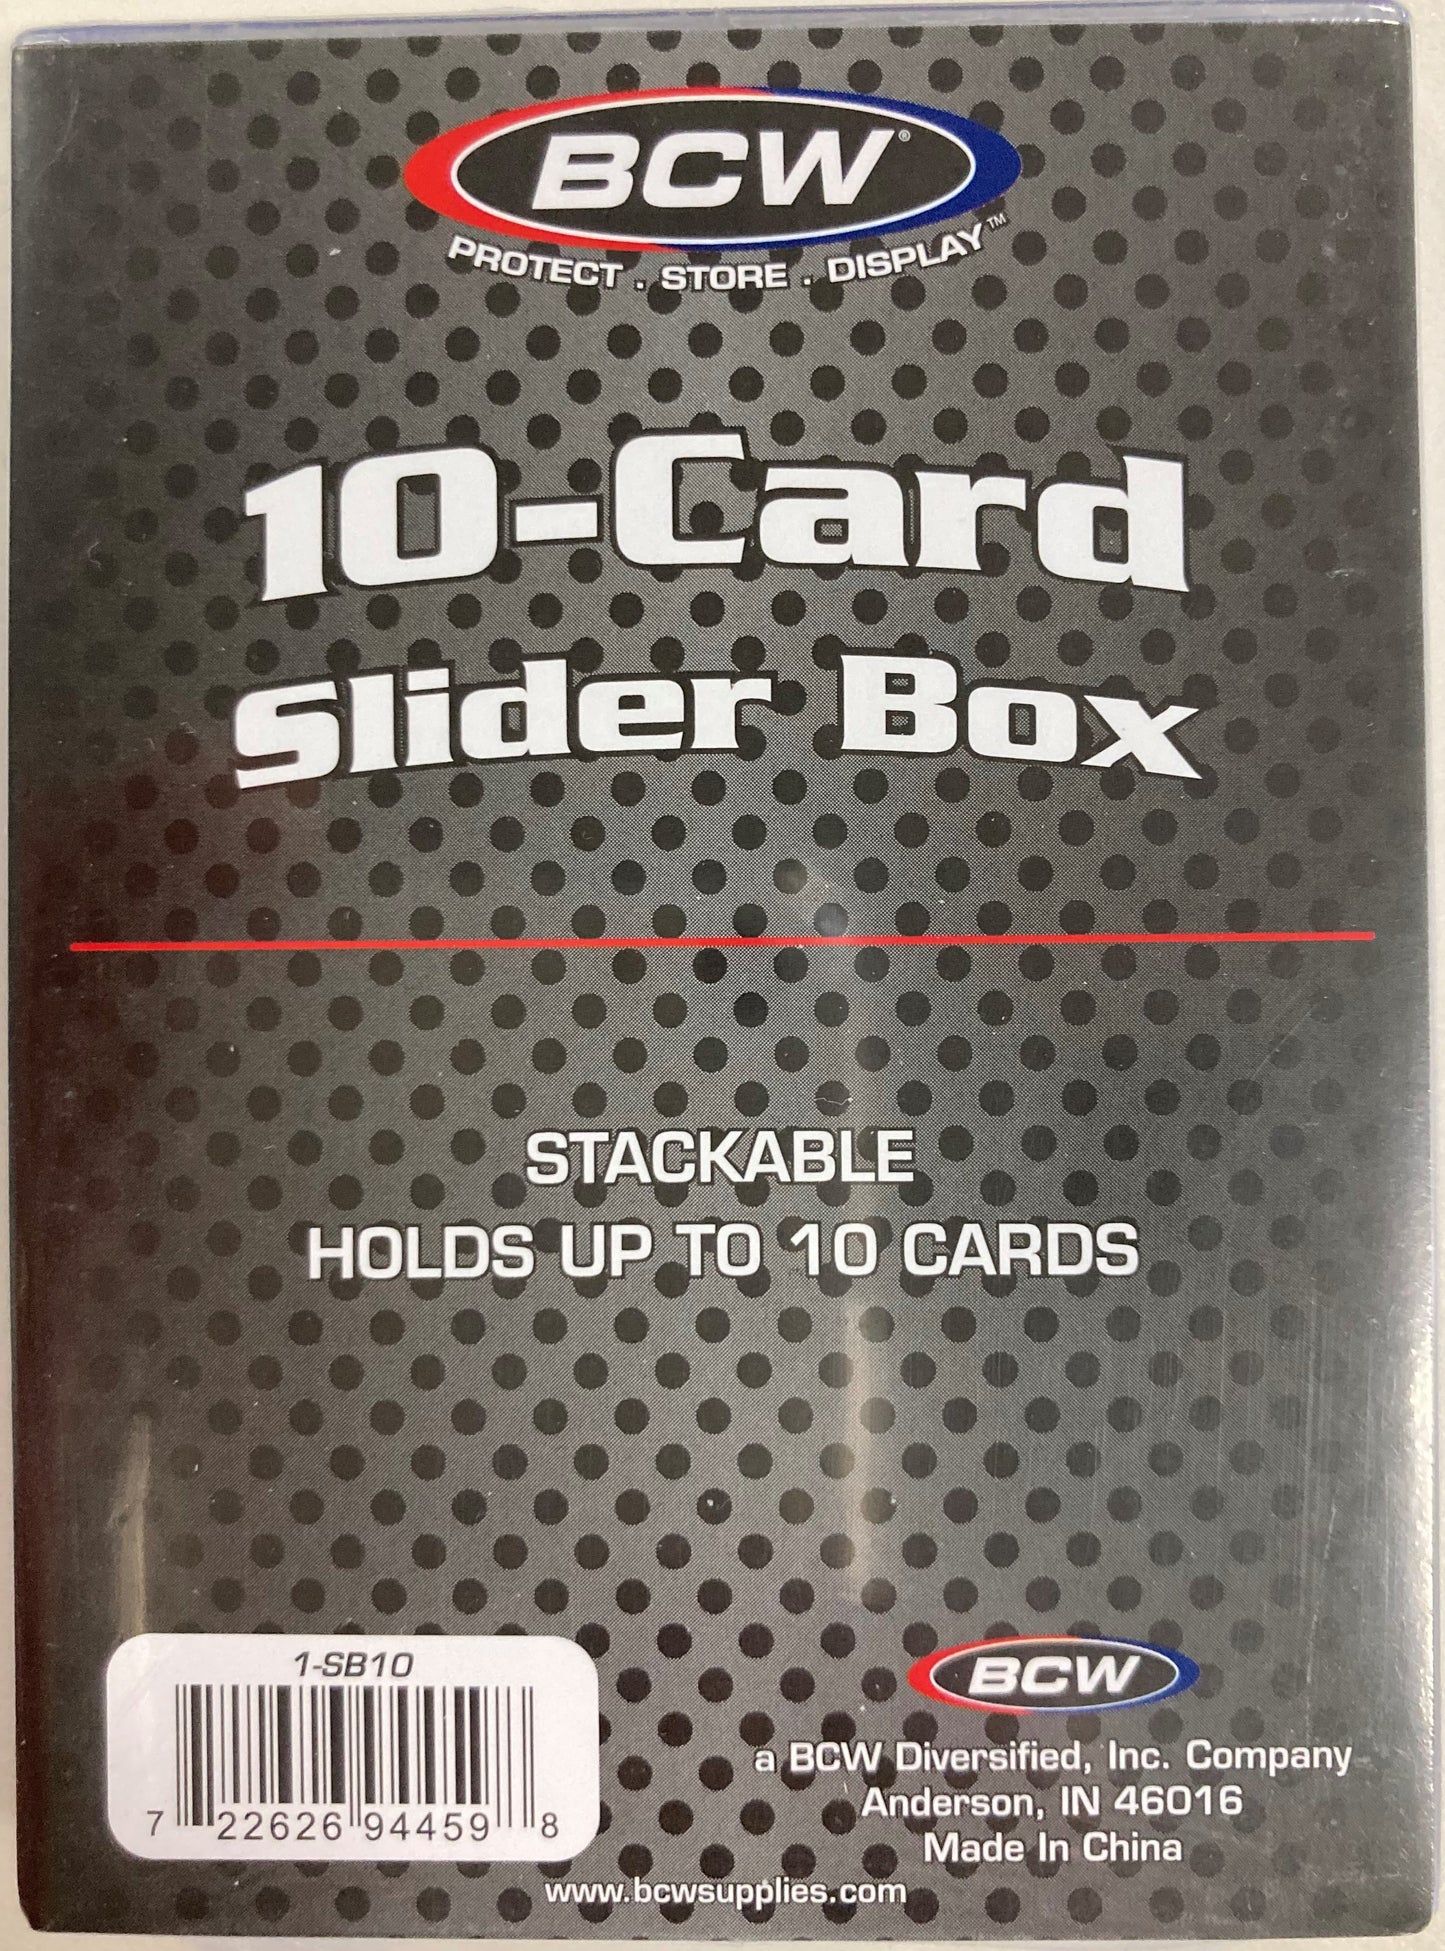 BCW®
PROTECT . STORE . DISPLAY™
10-Card
Slider Box
STACKABLE
HOLDS UP TO 10 CARDS
1-SB10
7 22626 94459 8
BCW
a BCW Diversified, Inc. Company
Anderson, IN 46016
Made In China
www.bcwsupplies.com